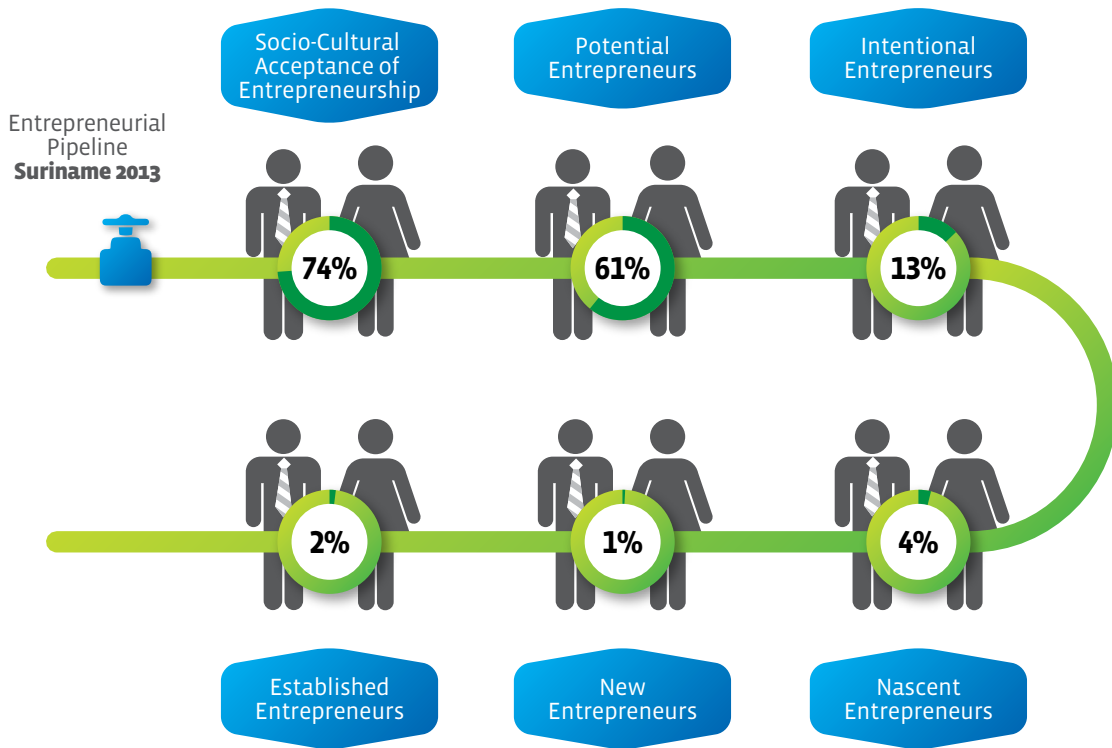 Socio-Cultural
Acceptance of
Entrepreneurship
Potential
Entrepreneurs
Intentional
Entrepreneurs
Entrepreneurial
Pipeline
Suriname 2013
74%
61%
13%
2%
1%
4%
Established
Entrepreneurs
New
Entrepreneurs
Nascent
Entrepreneurs